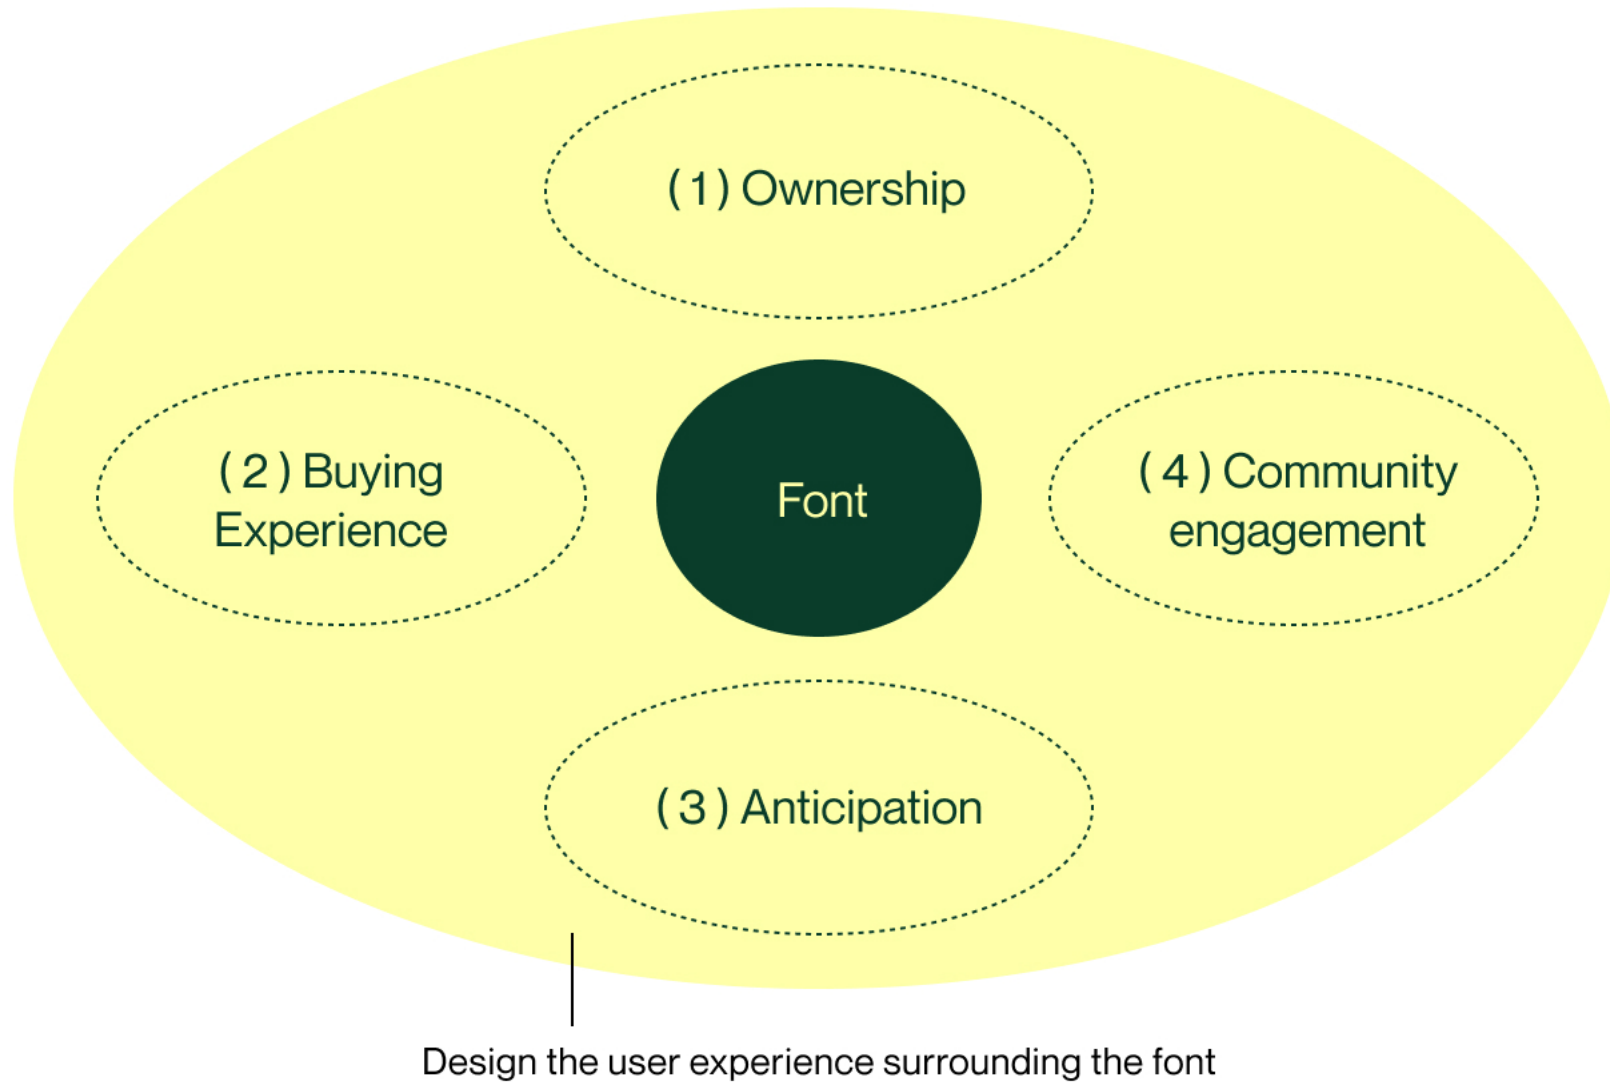 (1) Ownership
(2) Buying
Experience
Font
(4) Community
engagement
(3) Anticipation
Design the user experience surrounding the font